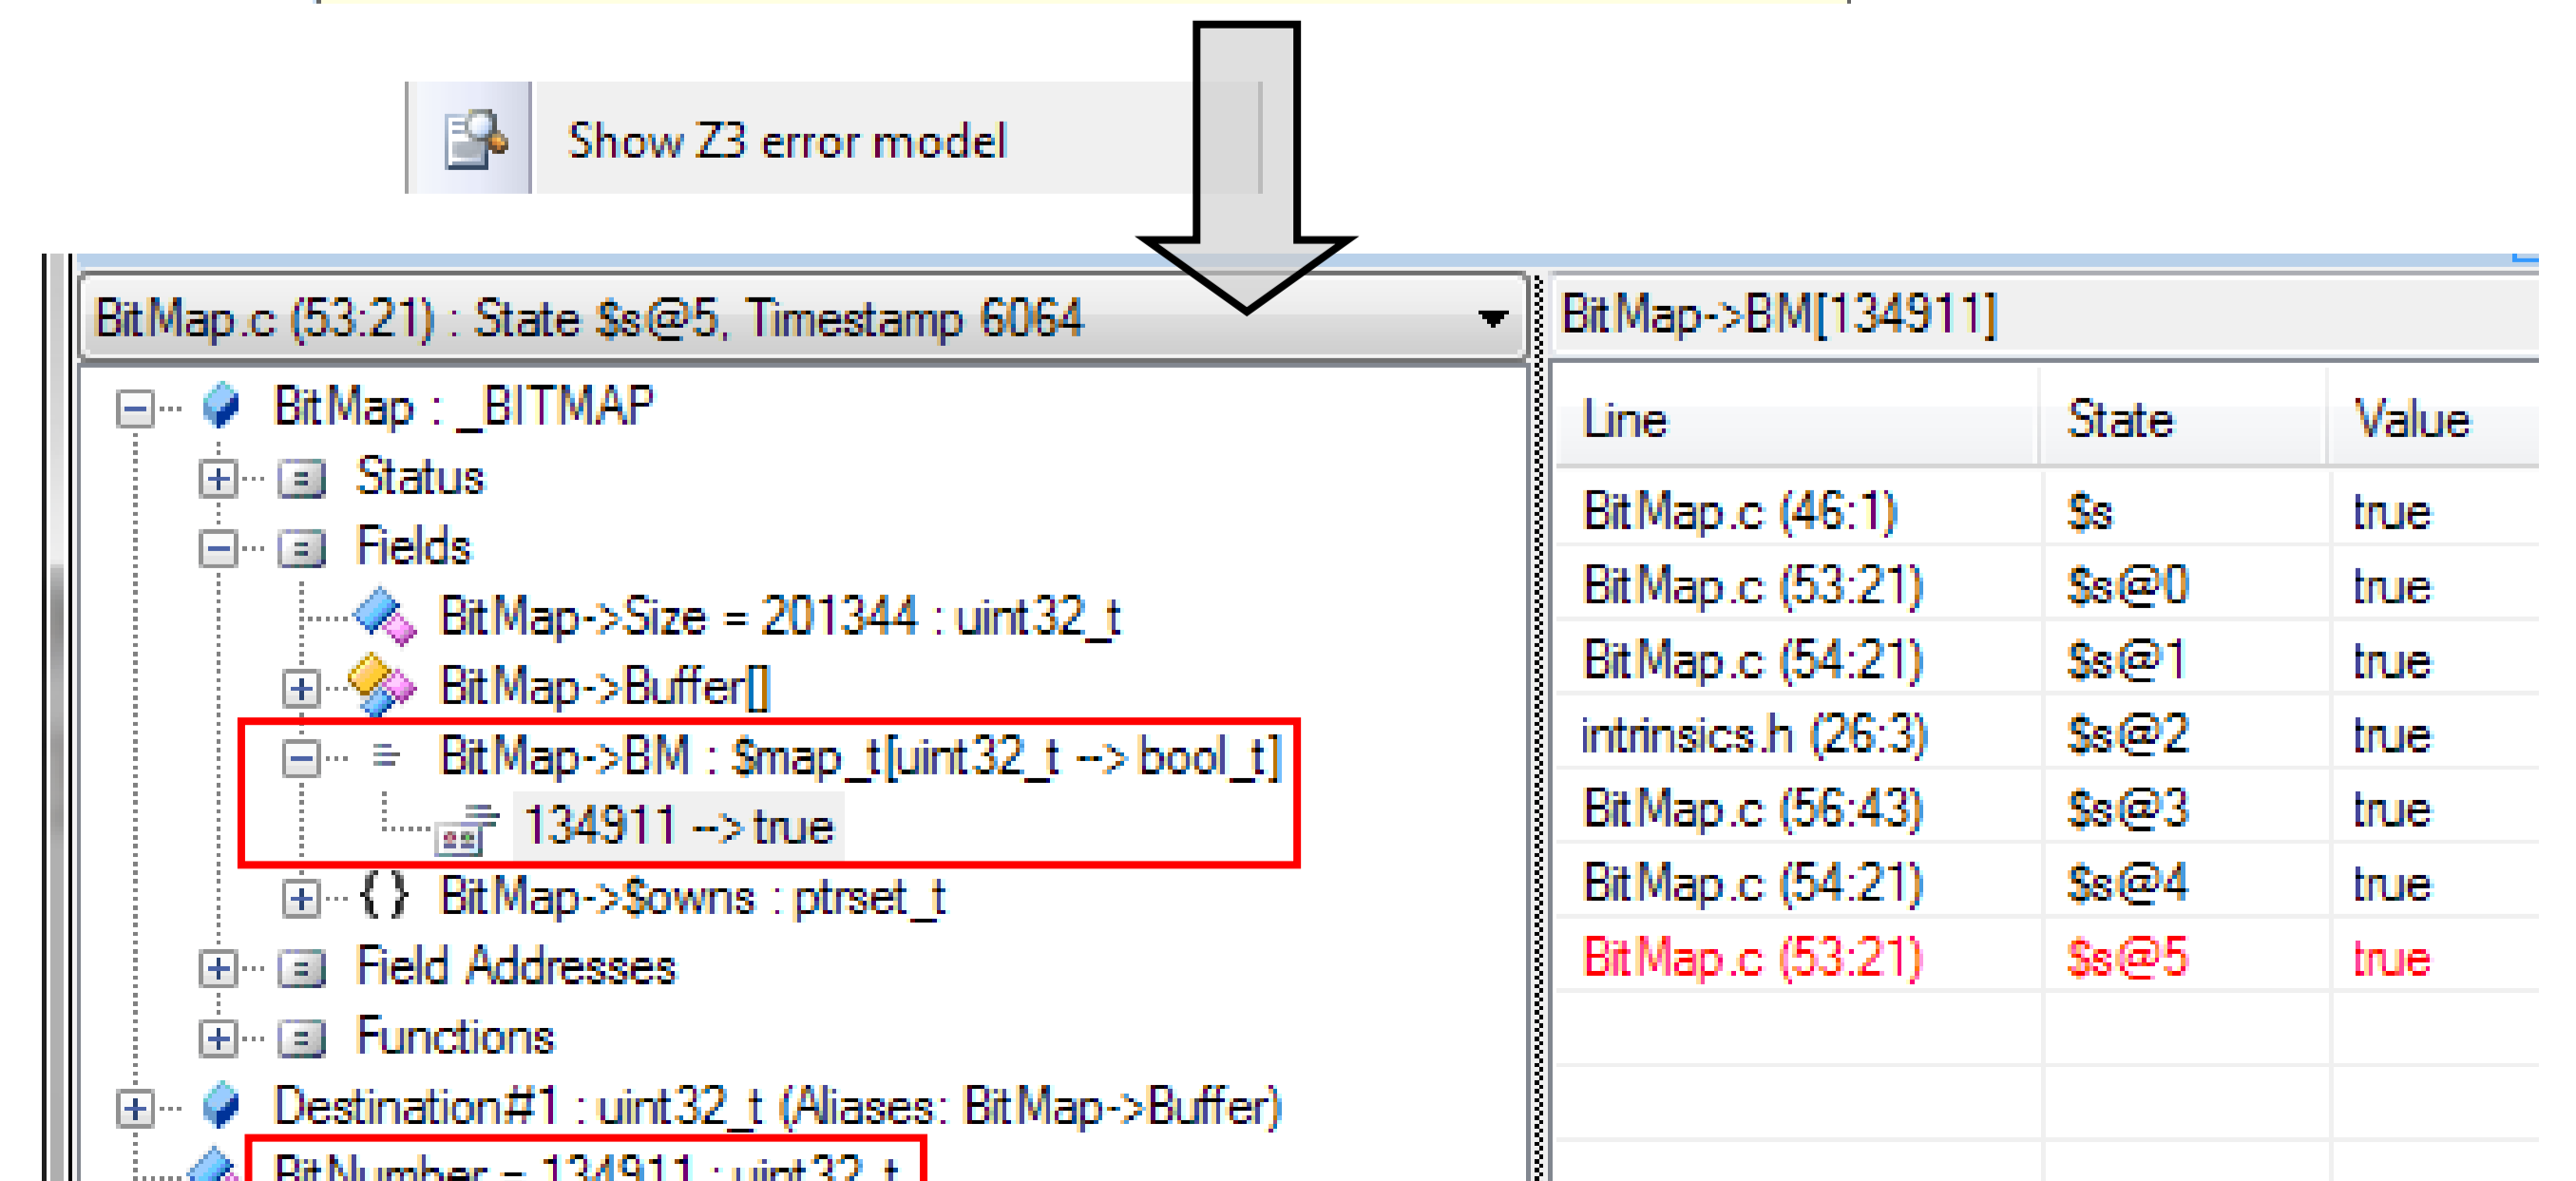 Show Z3 error model
BitMap.c (53:21) : State $s@5, Timestamp 6064
BitMap : _BITMAP
Status
Fields
BitMap->Size = 201344 : uint32_t
BitMap->Buffer[]
BitMap->BM : $map_t[uint32_t --> bool_t]
134911 --> true
{} BitMap->$owns : ptrset_t
Field Addresses
Functions
Destination#1 : uint32_t (Aliases: BitMap->Buffer)
BitNumber = 134911 : uint32_t
BitMap->BM[134911]
Line State Value
BitMap.c (46:1) $s true
BitMap.c (53:21) $s@0 true
BitMap.c (54:21) $s@1 true
intrinsics.h (26:3) $s@2 true
BitMap.c (56:43) $s@3 true
BitMap.c (54:21) $s@4 true
BitMap.c (53:21) $s@5 true